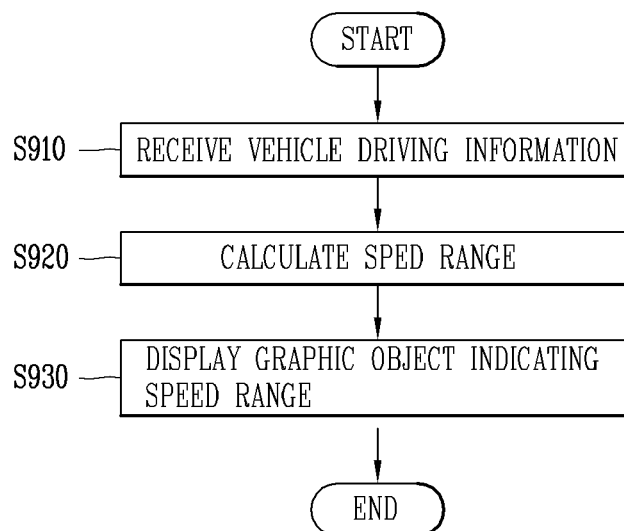 START
S910 RECEIVE VEHICLE DRIVING INFORMATION
S920 CALCULATE SPED RANGE
S930 DISPLAY GRAPHIC OBJECT INDICATING
SPEED RANGE
END